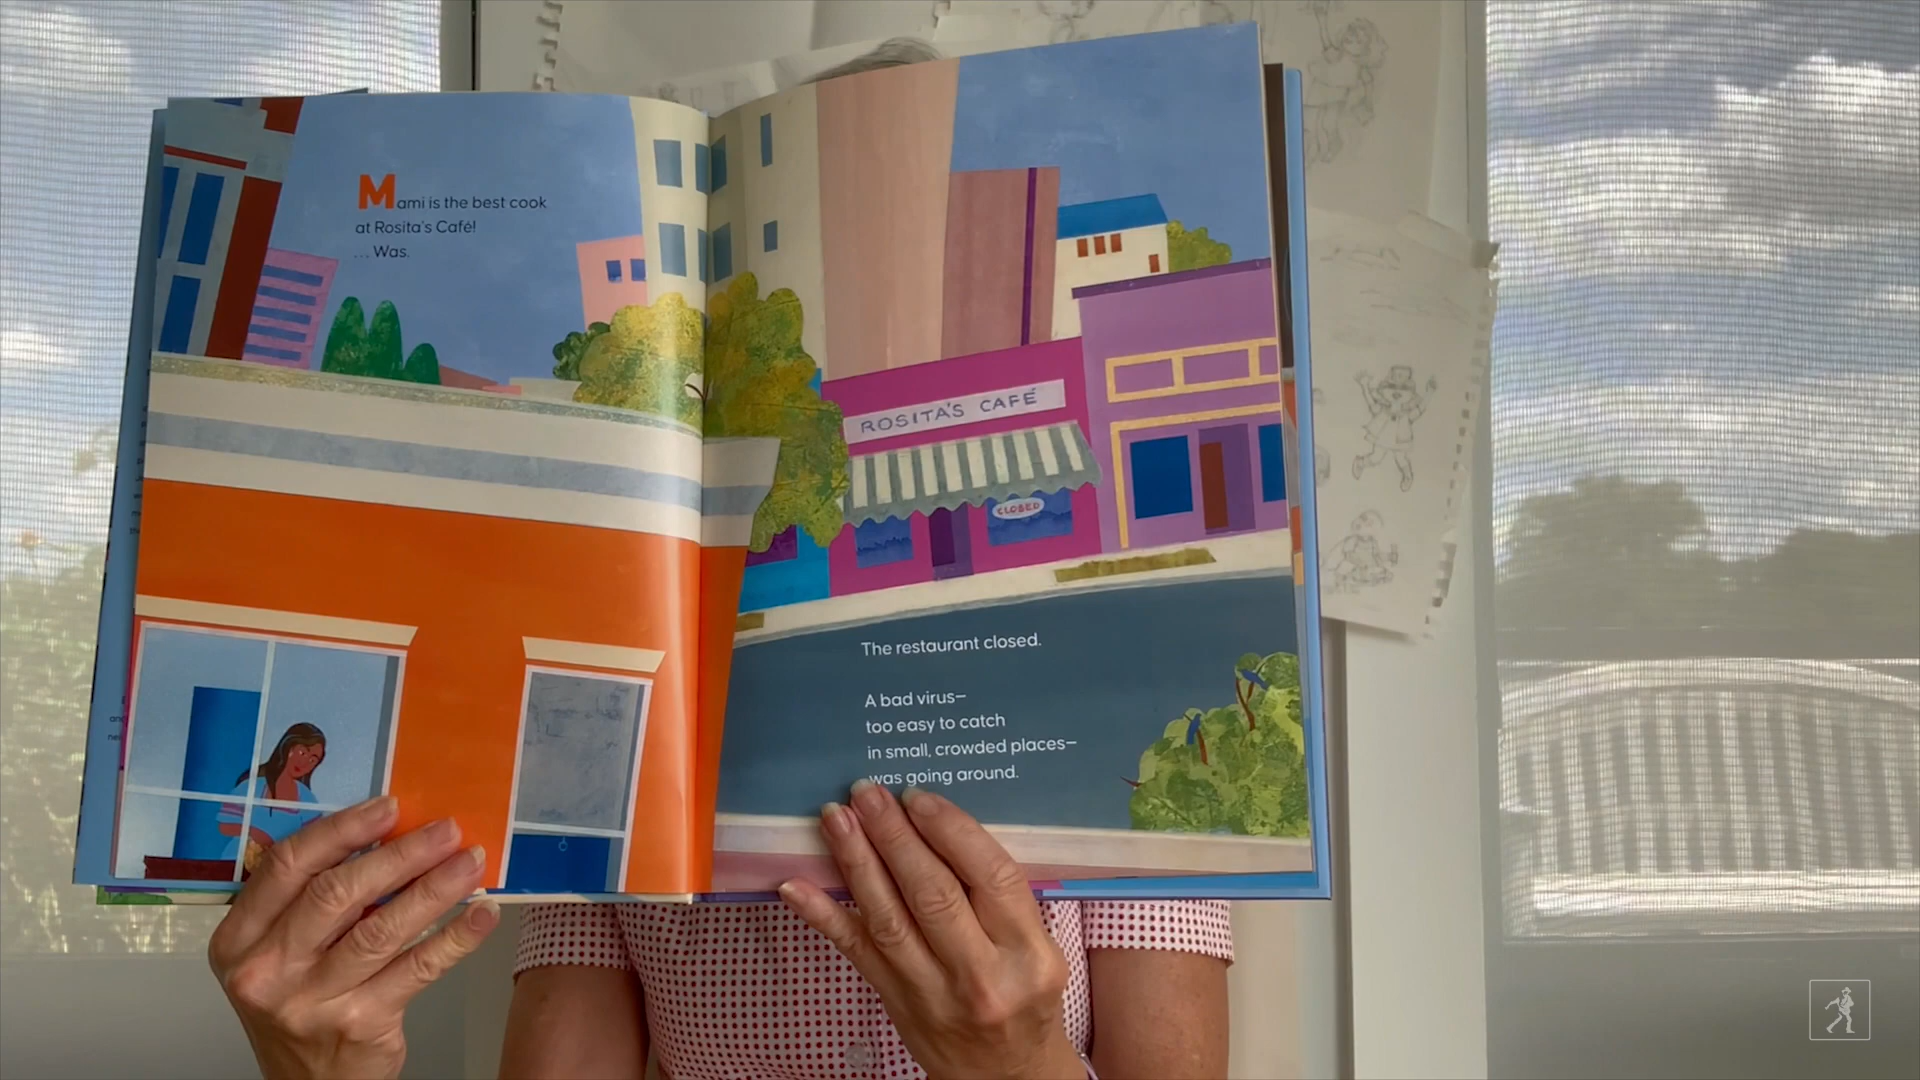 Mami is the best cook
at Rosita's Café!
... Was.
ROSITA'S CAFÉ
CLOSED
The restaurant closed.
A bad virus—
too easy to catch
in small, crowded places—
was going around.